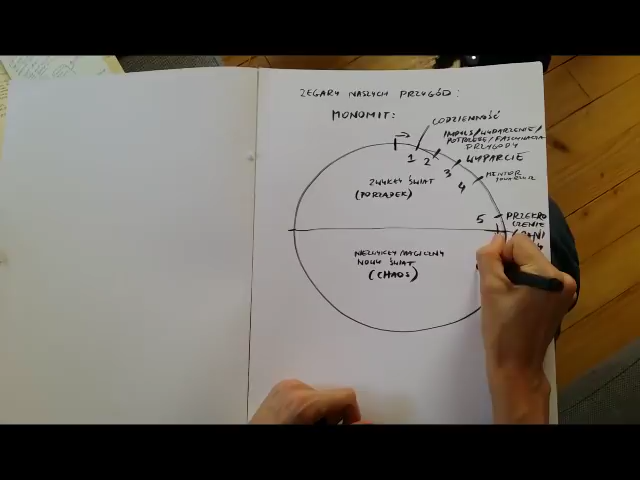 ZEGARY NASZYCH PRZYGÓD:
MONOMIT:
CODZIENNOŚĆ
IMPULS/WYDARZENIE/
POTRZEBA/FASCYNACJA
PRZYGODY
1
2
WYPARCIE
3
MENTOR
TOWARZYSZ
4
ZWYKŁY ŚWIAT
(PORZĄDEK)
5
PRZEKRO
CZENIE
NIEZWYKŁY/MAGICZNY
NOWY ŚWIAT
(CHAOS)